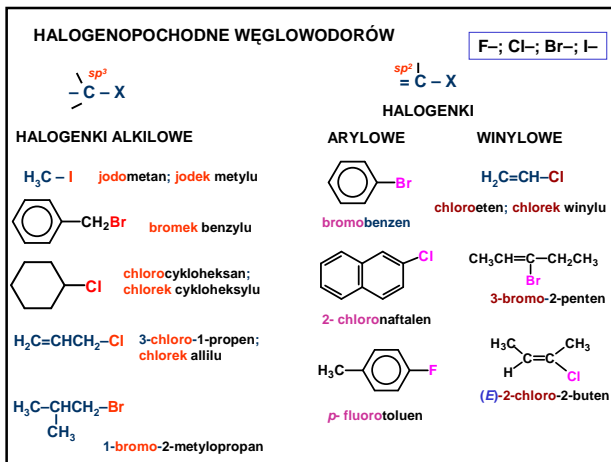 HALOGENOPOCHODNE WĘGLOWODORÓW
F–; Cl–; Br–; I–
sp³
– C – X
sp²
= C – X
HALOGENKI
HALOGENKI ALKILOWE
ARYLOWE
WINYLOWE
H₃C – I
jodometan; jodek metylu
CH₂Br
bromek benzylu
Cl
chlorocykloheksan;
chlorek cykloheksylu
H₂C=CHCH₂–Cl
3-chloro-1-propen;
chlorek allilu
H₃C–CHCH₂–Br
CH₃
1-bromo-2-metylopropan
Br
bromobenzen
Cl
2- chloronaftalen
CH₃
F
p- fluorotoluen
H₂C=CH–Cl
chloroeten; chlorek winylu
CH₃CH=C–CH₂CH₃
Br
3-bromo-2-penten
H₃C
CH₃
C=C
H
Cl
(E)-2-chloro-2-buten